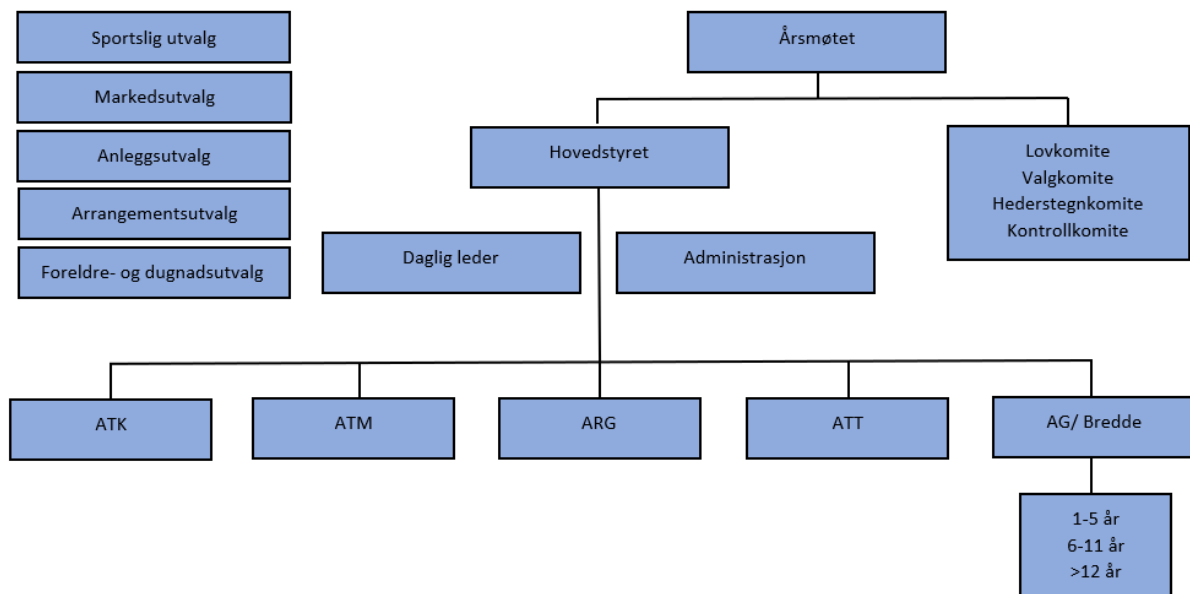 Sportslig utvalg
Markedsutvalg
Anleggsutvalg
Arrangementsutvalg
Foreldre- og dugnadsutvalg
Årsmøtet
Hovedstyret
Lovkomite
Valgkomite
Hederstegnkomite
Kontrollkomite
Daglig leder
Administrasjon
ATK
ATM
ARG
ATT
AG/ Bredde
1-5 år
6-11 år
>12 år